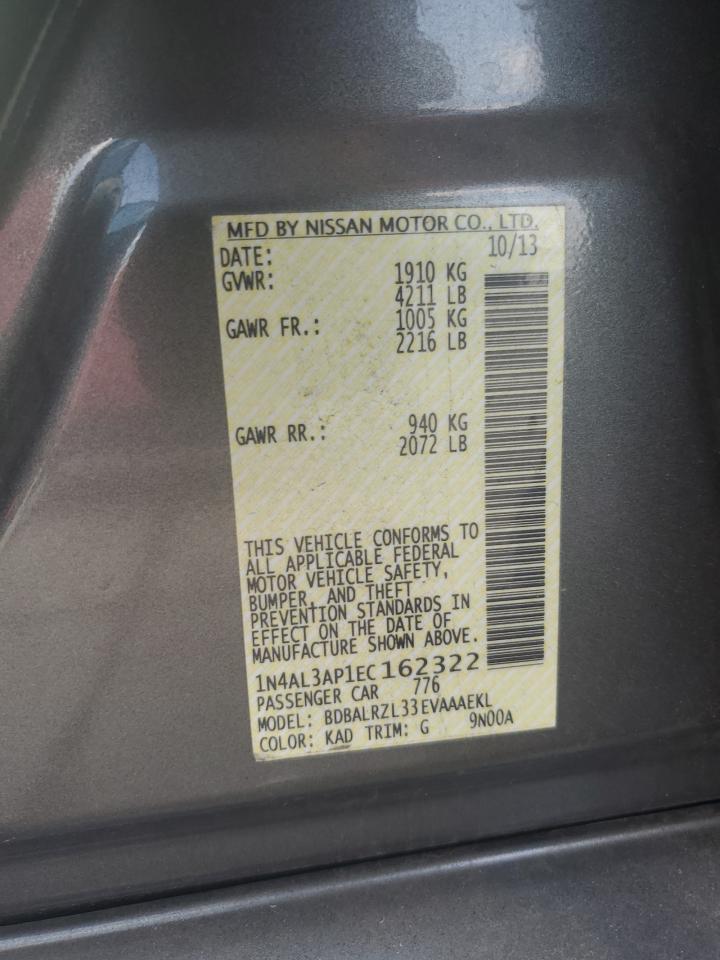 MFD BY NISSAN MOTOR CO., LTD.
DATE: 10/13
GVWR: 1910 KG
4211 LB
GAWR FR.: 1005 KG
2216 LB
GAWR RR.: 940 KG
2072 LB
THIS VEHICLE CONFORMS TO
ALL APPLICABLE FEDERAL
MOTOR VEHICLE SAFETY,
BUMPER, AND THEFT
PREVENTION STANDARDS IN
EFFECT ON THE DATE OF
MANUFACTURE SHOWN ABOVE.
1N4AL3AP1EC162322
PASSENGER CAR 776
MODEL: BDBALRZL33EVAAAEKL
COLOR: KAD TRIM: G 9N00A